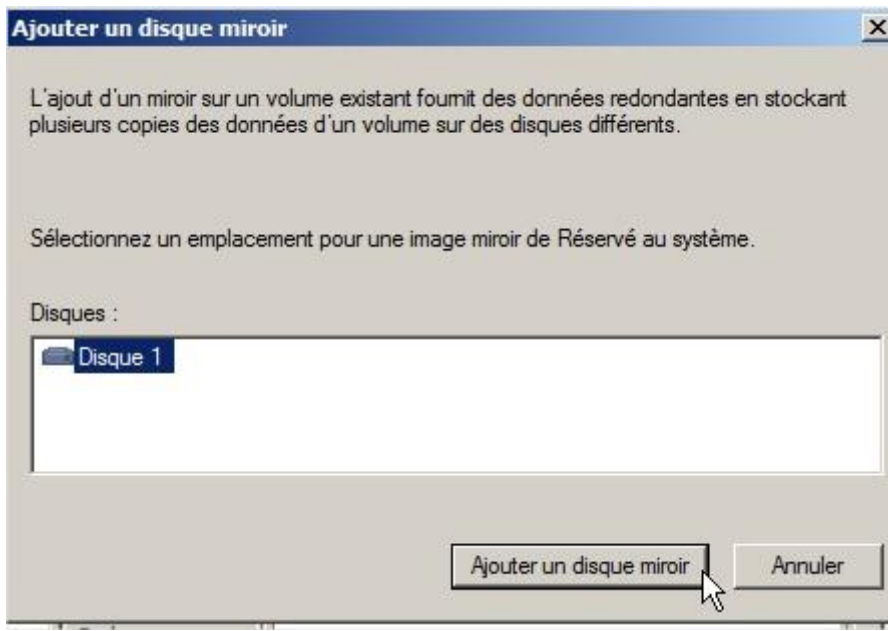 Ajouter un disque miroir
L'ajout d'un miroir sur un volume existant fournit des données redondantes en stockant
plusieurs copies des données d'un volume sur des disques différents.
Sélectionnez un emplacement pour une image miroir de Réservé au système.
Disques :
Disque 1
Ajouter un disque miroir
Annuler